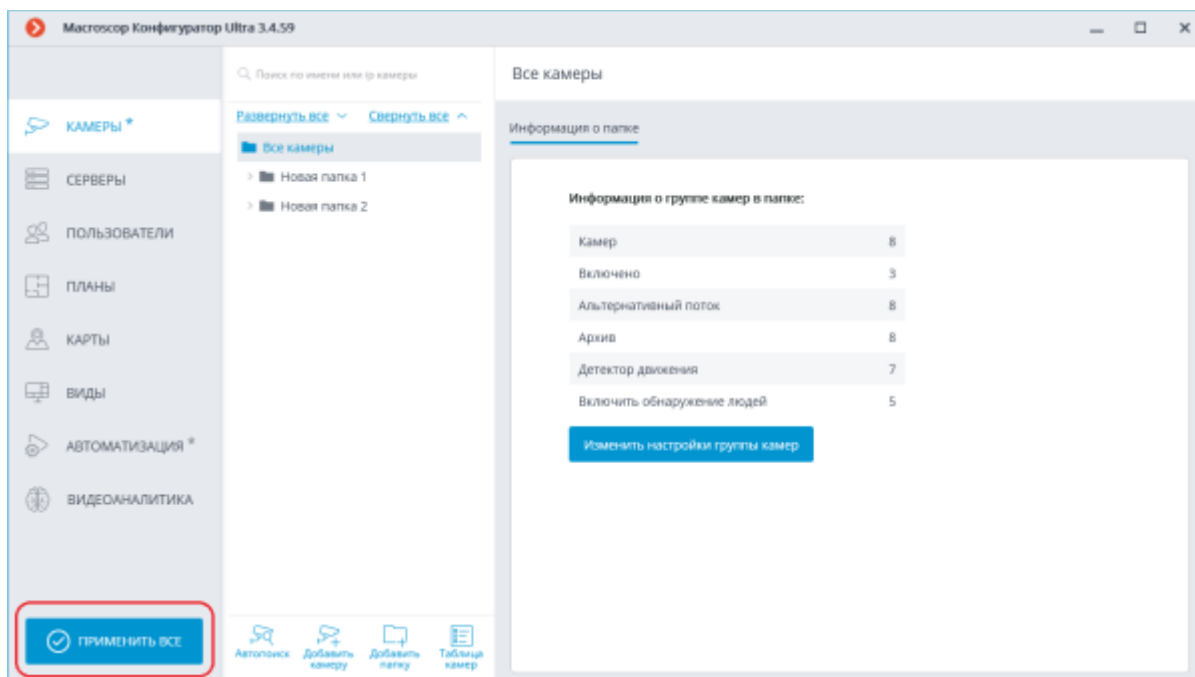 Macroscop Конфигуратор Ultra 3.4.59
Поиск по имени или ip камеры
Все камеры
КАМЕРЫ *
СЕРВЕРЫ
ПОЛЬЗОВАТЕЛИ
ПЛАНЫ
КАРТЫ
ВИДЫ
АВТОМАТИЗАЦИЯ *
ВИДЕОАНАЛИТИКА
ПРИМЕНИТЬ ВСЕ
Развернуть все Свернуть все
Все камеры
Новая папка 1
Новая папка 2
Автопоиск
Добавить
камеру
Добавить
папку
Таблица
камер
Информация о папке
Информация о группе камер в папке:
Камер 8
Включено 3
Альтернативный поток 8
Архив 8
Детектор движения 7
Включить обнаружение людей 5
Изменить настройки группы камер